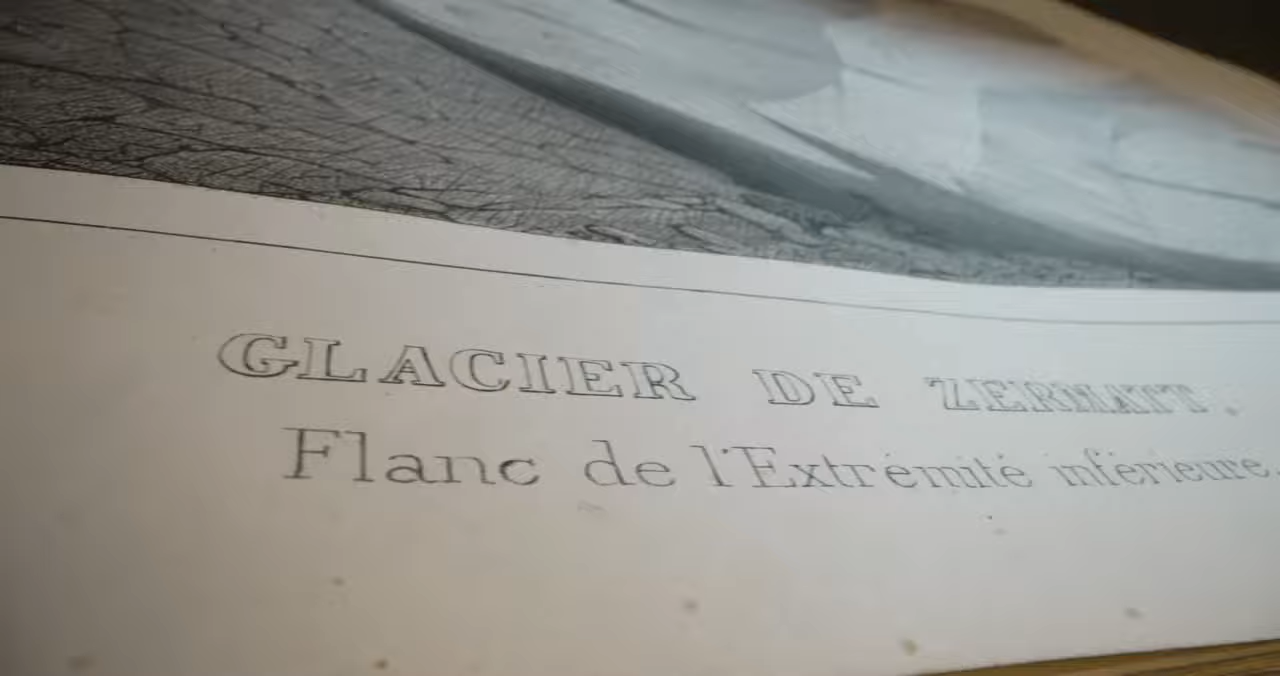 GLACIER DE ZERMATT.
Flanc de l'Extrémité inférieure.